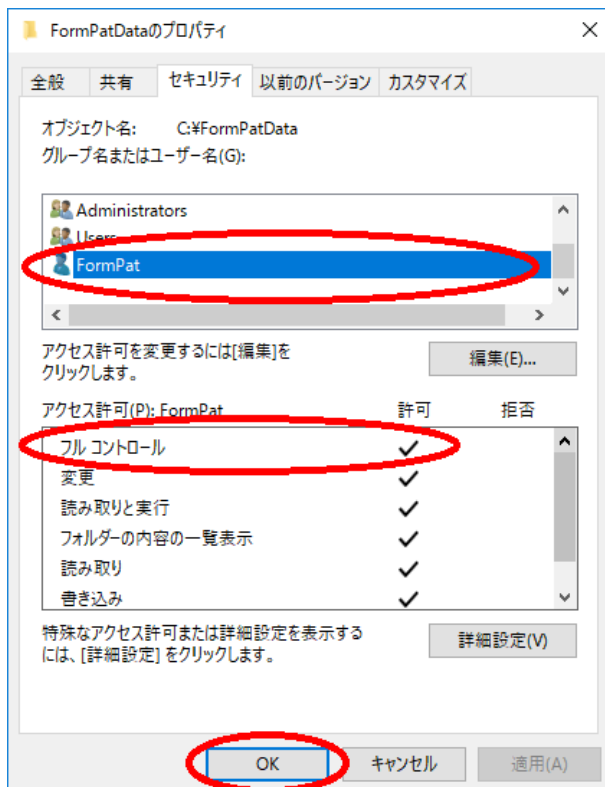 FormPatDataのプロパティ
全般 共有 セキュリティ 以前のバージョン カスタマイズ
オブジェクト名: C:¥FormPatData
グループ名またはユーザー名(G):
Administrators
Users
FormPat
アクセス許可を変更するには[編集]を
クリックします。
編集(E)...
アクセス許可(P): FormPat 許可 拒否
フル コントロール
変更
読み取りと実行
フォルダーの内容の一覧表示
読み取り
書き込み
特殊なアクセス許可または詳細設定を表示する
には、[詳細設定] をクリックします。
詳細設定(V)
OK キャンセル 適用(A)